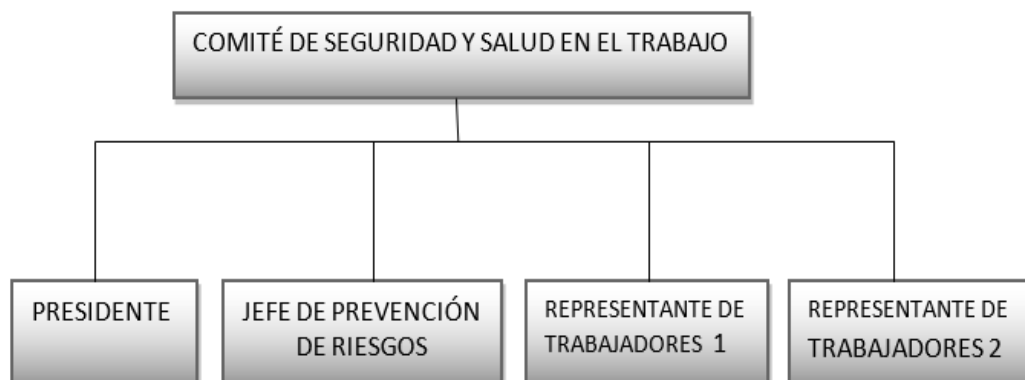 COMITÉ DE SEGURIDAD Y SALUD EN EL TRABAJO
PRESIDENTE
JEFE DE PREVENCIÓN
DE RIESGOS
REPRESENTANTE DE
TRABAJADORES 1
REPRESENTANTE DE
TRABAJADORES 2